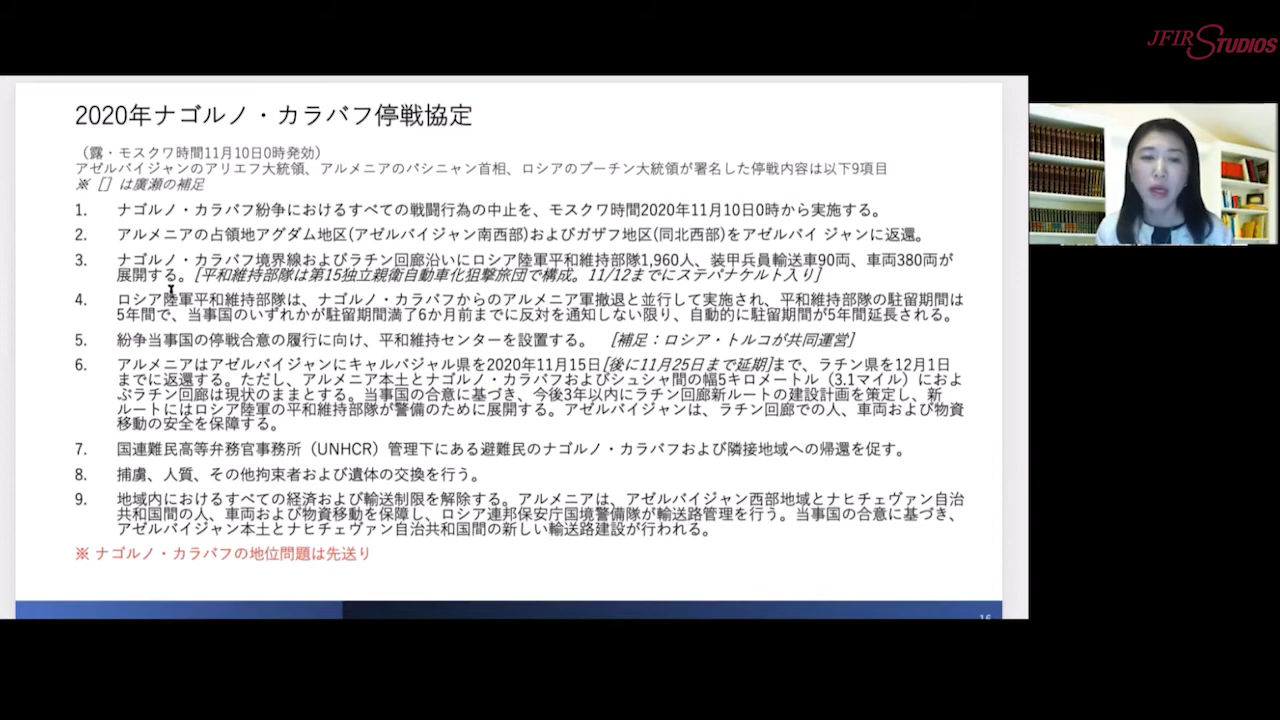 JFIR STUDIOS
2020年ナゴルノ・カラバフ停戦協定
（露・モスクワ時間11月10日0時発効）
アゼルバイジャンのアリエフ大統領、アルメニアのパシニャン首相、ロシアのプーチン大統領が署名した停戦内容は以下9項目
※ []は廣瀬の補足
1. ナゴルノ・カラバフ紛争におけるすべての戦闘行為の中止を、モスクワ時間2020年11月10日0時から実施する。
2. アルメニアの占領地アグダム地区(アゼルバイジャン南西部)およびガザフ地区(同北西部)をアゼルバイ ジャンに返還。
3. ナゴルノ・カラバフ境界線およびラチン回廊沿いにロシア陸軍平和維持部隊1,960人、装甲兵員輸送車90両、車両380両が
展開する。[平和維持部隊は第15独立親衛自動車化狙撃旅団で構成。11/12までにステパナケルト入り]
4. ロシア陸軍平和維持部隊は、ナゴルノ・カラバフからのアルメニア軍撤退と並行して実施され、平和維持部隊の駐留期間は
5年間で、当事国のいずれかが駐留期間満了6か月前までに反対を通知しない限り、自動的に駐留期間が5年間延長される。
5. 紛争当事国の停戦合意の履行に向け、平和維持センターを設置する。 [補足：ロシア・トルコが共同運営]
6. アルメニアはアゼルバイジャンにキャルバジャル県を2020年11月15日[後に11月25日まで延期]まで、ラチン県を12月1日
までに返還する。ただし、アルメニア本土とナゴルノ・カラバフおよびシュシャ間の幅5キロメートル（3.1マイル）におよ
ぶラチン回廊は現状のままとする。当事国の合意に基づき、今後3年以内にラチン回廊新ルートの建設計画を策定し、新
ルートにはロシア陸軍の平和維持部隊が警備のために展開する。アゼルバイジャンは、ラチン回廊での人、車両および物資
移動の安全を保障する。
7. 国連難民高等弁務官事務所（UNHCR）管理下にある避難民のナゴルノ・カラバフおよび隣接地域への帰還を促す。
8. 捕虜、人質、その他拘束者および遺体の交換を行う。
9. 地域内におけるすべての経済および輸送制限を解除する。アルメニアは、アゼルバイジャン西部地域とナヒチェヴァン自治
共和国間の人、車両および物資移動を保障し、ロシア連邦保安庁国境警備隊が輸送路管理を行う。当事国の合意に基づき、
アゼルバイジャン本土とナヒチェヴァン自治共和国間の新しい輸送路建設が行われる。
※ ナゴルノ・カラバフの地位問題は先送り
16